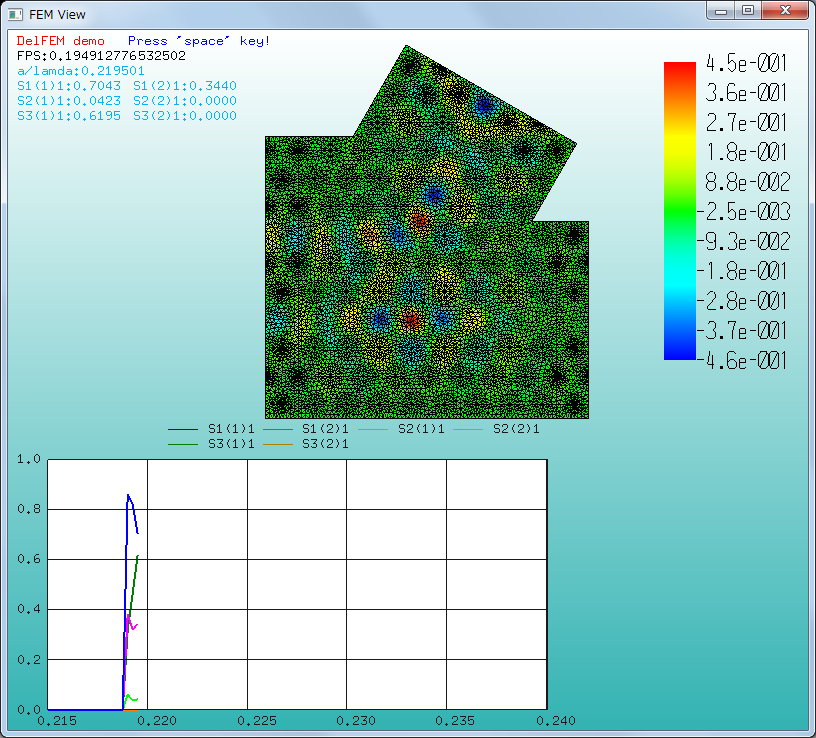 FEM View
DelFEM demo Press 'space' key!
FPS:0.194912776532502
a/lamda:0.219501
S1(1)1:0.7043 S1(2)1:0.3440
S2(1)1:0.0423 S2(2)1:0.0000
S3(1)1:0.6195 S3(2)1:0.0000
4.5e-001
3.6e-001
2.7e-001
1.8e-001
8.8e-002
-2.5e-003
-9.3e-002
-1.8e-001
-2.8e-001
-3.7e-001
-4.6e-001
S1(1)1 S1(2)1 S2(1)1 S2(2)1
S3(1)1 S3(2)1
1.0
0.8
0.6
0.4
0.2
0.0
0.215 0.220 0.225 0.230 0.235 0.240